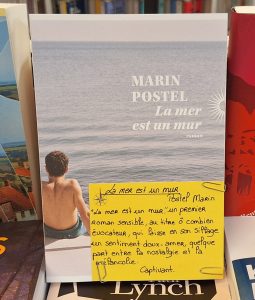 MARIN
POSTEL
La mer
est un mur
roman
La mer est un mur
Postel Marin
"La mer est un mur" un premier
roman sensible, au titre ô combien
évocateur, qui laisse en son sillage
un sentiment doux-amer, quelque
part entre la nostalgie et la
mélancolie.
Captivant.
Lynch